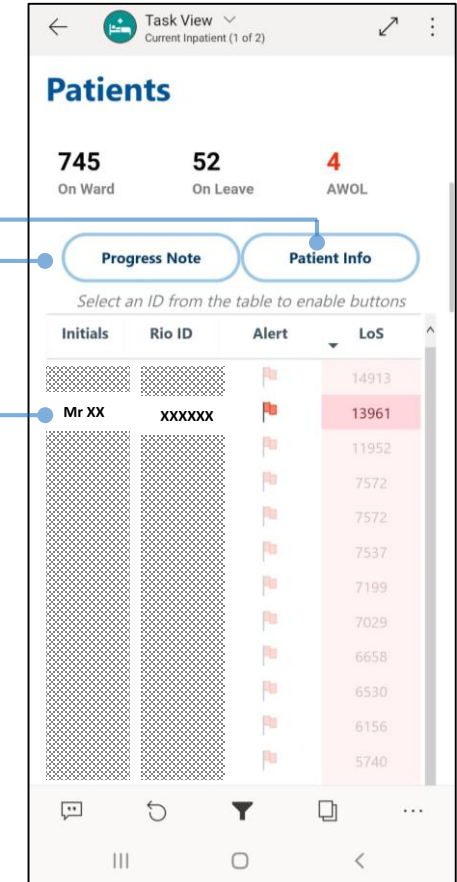 Task View
Current Inpatient (1 of 2)
Patients
745 52 4
On Ward On Leave AWOL
Progress Note Patient Info
Select an ID from the table to enable buttons
Initials Rio ID Alert LoS
14913
Mr XX XXXXXX 13961
11952
7572
7572
7537
7199
7029
6658
6530
6156
5740